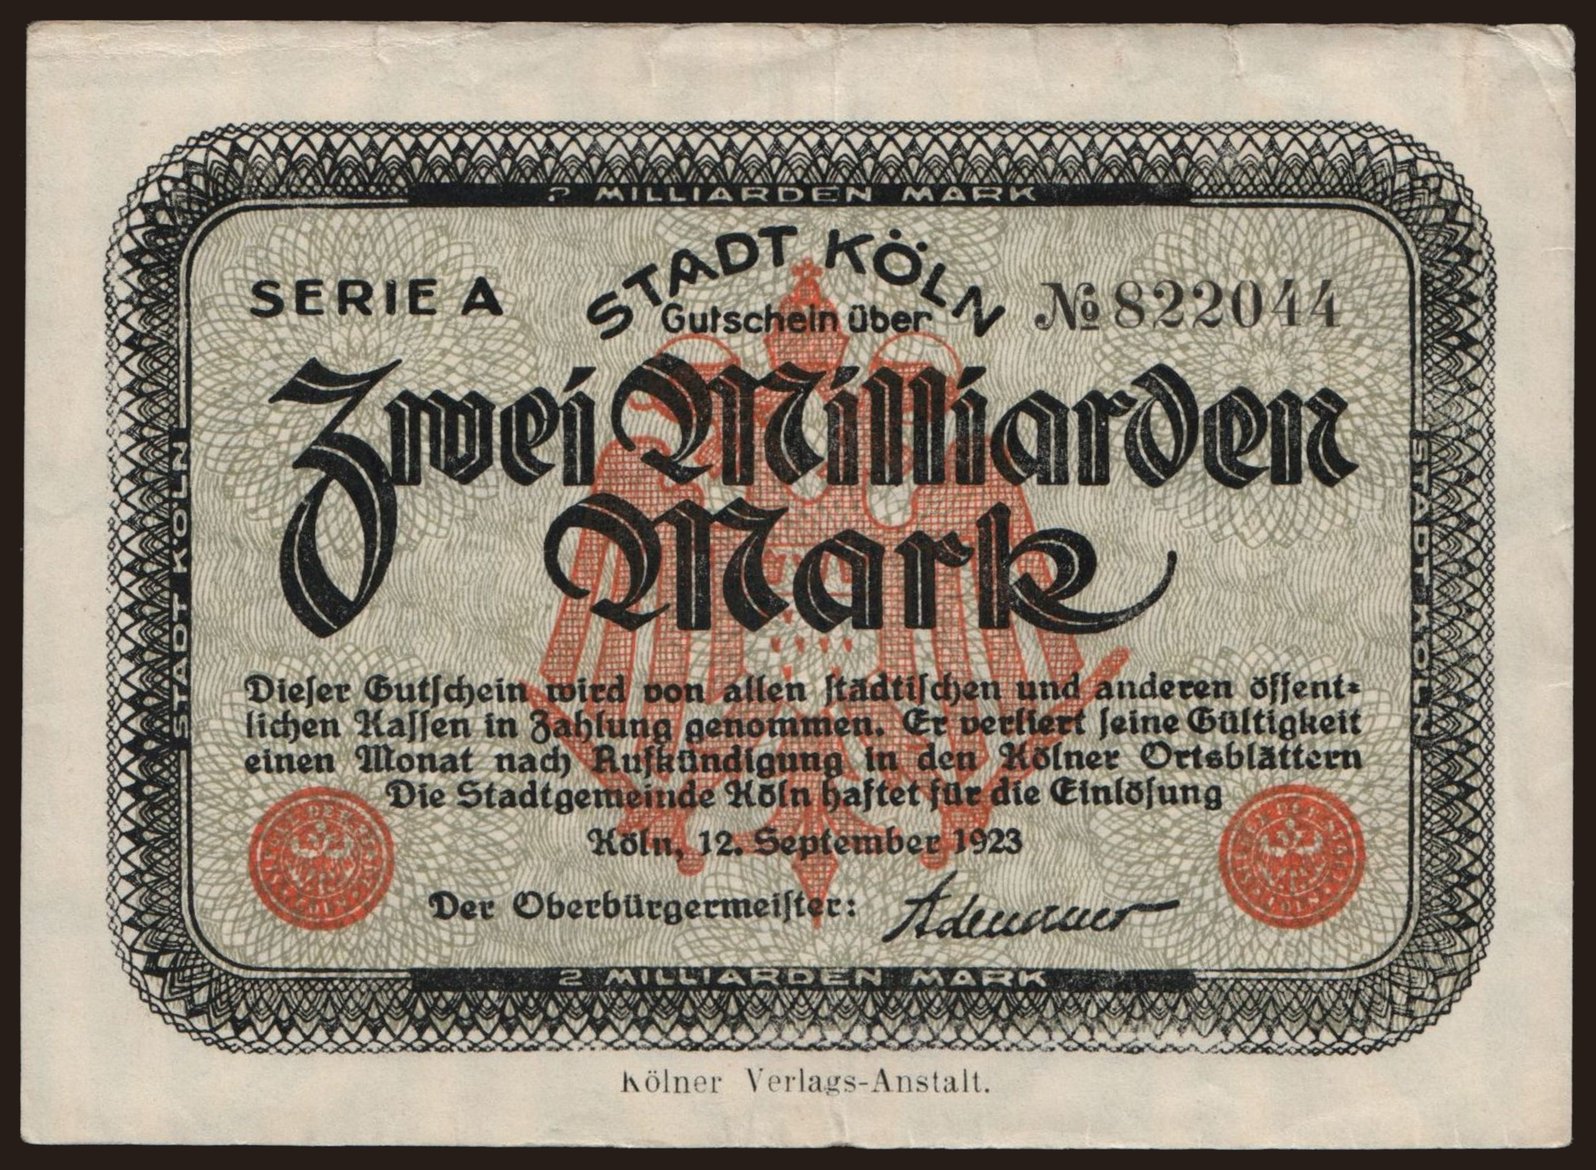 ? MILLIARDEN MARK
STADT KÖLN
SERIE A
Gutschein über
№ 822044
Zwei Milliarden
Mark
Dieser Gutschein wird von allen städtischen und anderen öffent=
lichen Kassen in Zahlung genommen. Er verliert seine Gültigkeit
einen Monat nach Aufkündigung in den Kölner Ortsblättern
Die Stadtgemeinde Köln haftet für die Einlösung
Köln, 12. September 1923
Der Oberbürgermeister: Adenauer
2 MILLIARDEN MARK
STADT KÖLN
STADT KÖLN
Kölner Verlags-Anstalt.